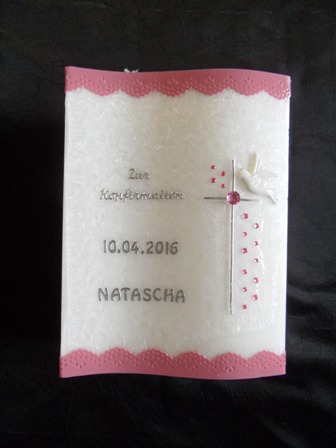 Zur
Konfirmation
10.04.2016
NATASCHA